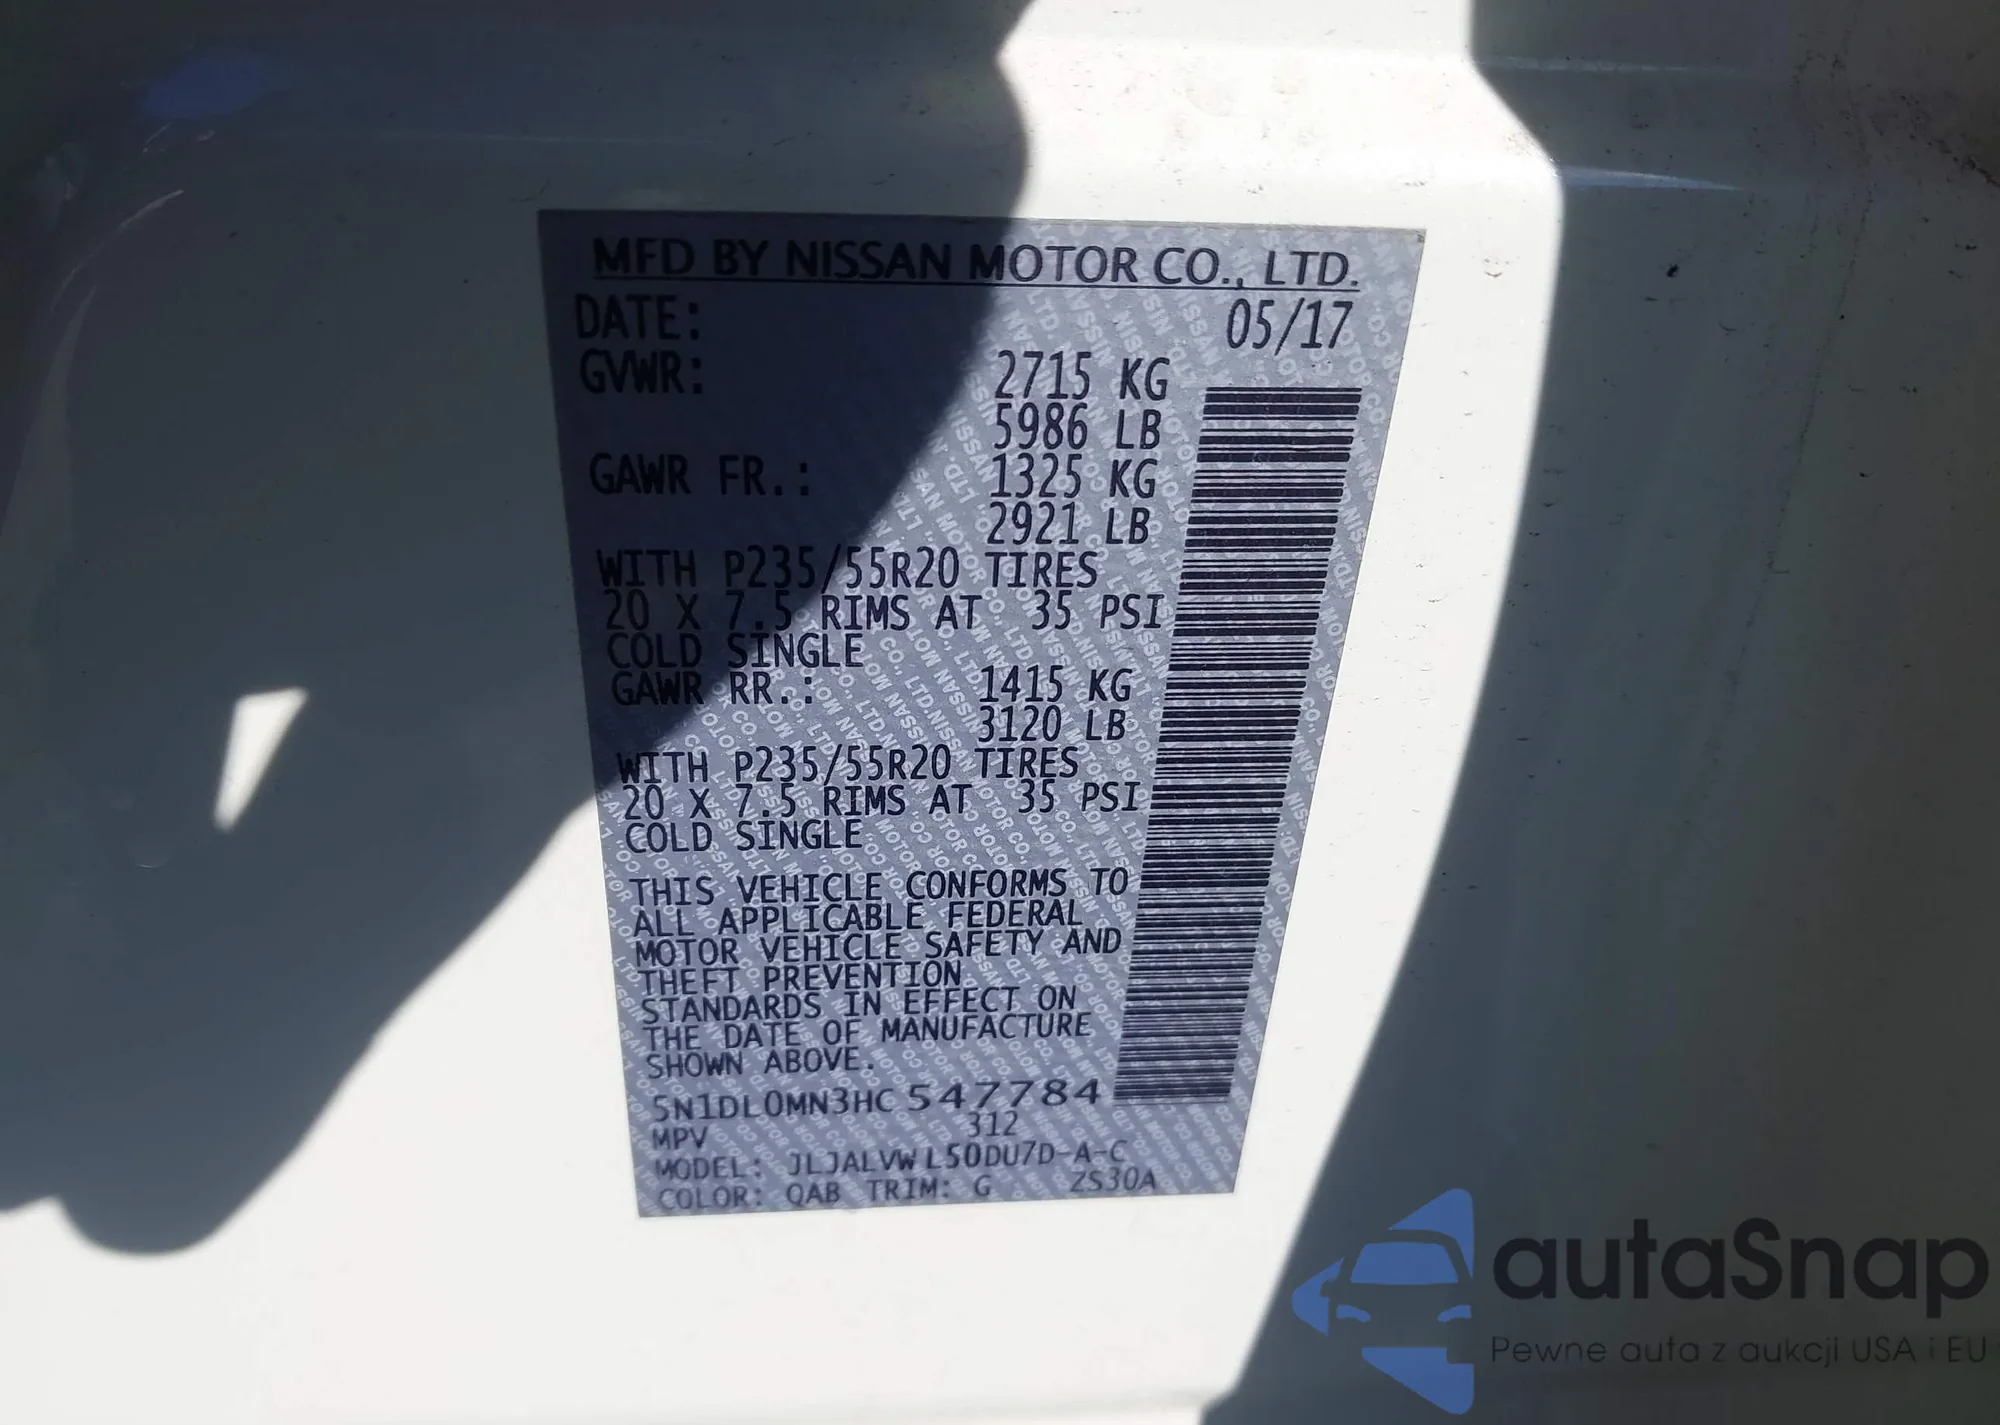 MFD BY NISSAN MOTOR CO., LTD.
DATE: 05/17
GVWR: 2715 KG
5986 LB
GAWR FR.: 1325 KG
2921 LB
WITH P235/55R20 TIRES
20 X 7.5 RIMS AT 35 PSI
COLD SINGLE
GAWR RR.: 1415 KG
3120 LB
WITH P235/55R20 TIRES
20 X 7.5 RIMS AT 35 PSI
COLD SINGLE
THIS VEHICLE CONFORMS TO
ALL APPLICABLE FEDERAL
MOTOR VEHICLE SAFETY AND
THEFT PREVENTION
STANDARDS IN EFFECT ON
THE DATE OF MANUFACTURE
SHOWN ABOVE.
5N1DL0MN3HC547784
MPV 312
MODEL: JLJALVWL50DU7D-A-C
COLOR: QAB TRIM: G ZS30A
autaSnap
Pewne auta z aukcji USA i EU